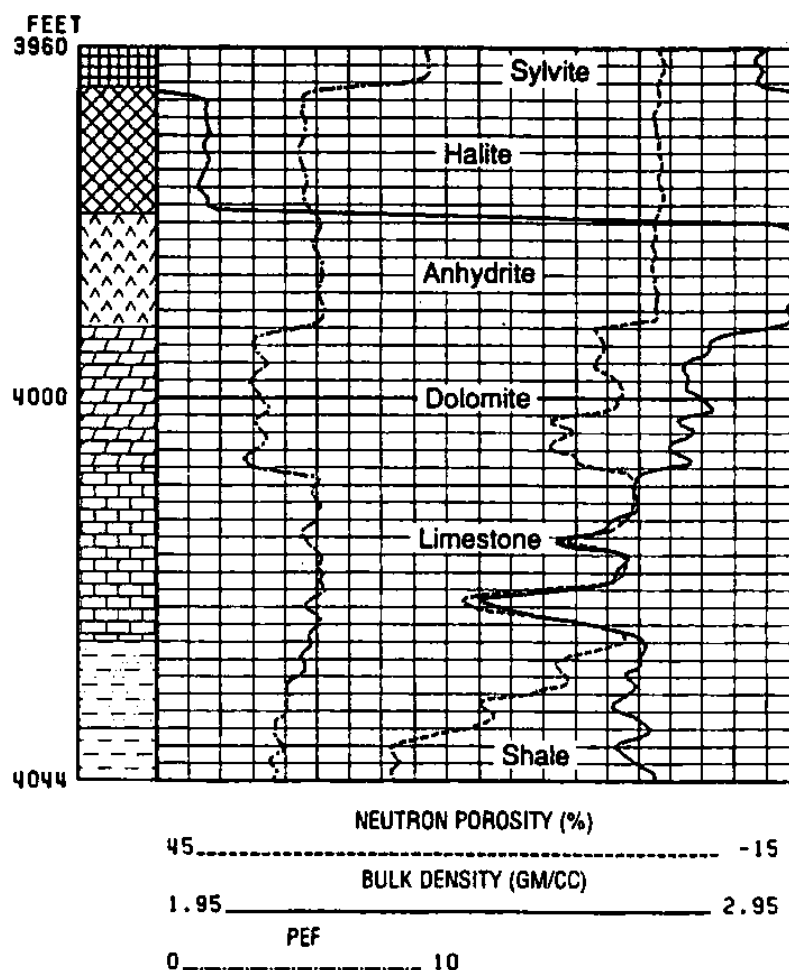 FEET
3960
Sylvite
Halite
Anhydrite
4000
Dolomite
Limestone
Shale
4044
NEUTRON POROSITY (%)
45 -15
BULK DENSITY (GM/CC)
1.95 2.95
PEF
0 10